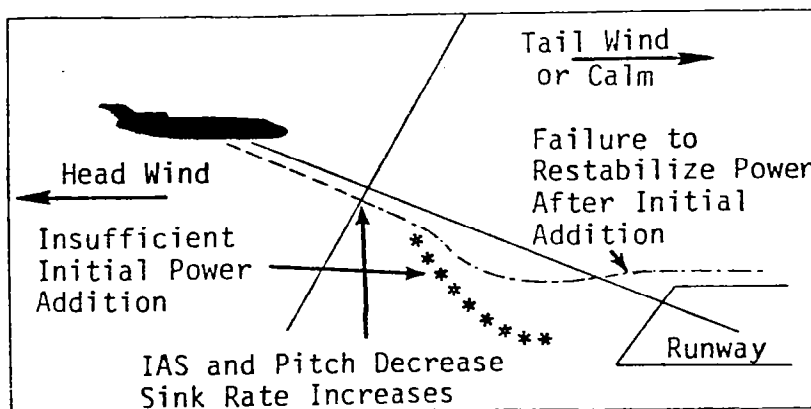 Tail Wind
or Calm
Head Wind
Failure to
Restabilize Power
After Initial
Addition
Insufficient
Initial Power
Addition
IAS and Pitch Decrease
Sink Rate Increases
Runway